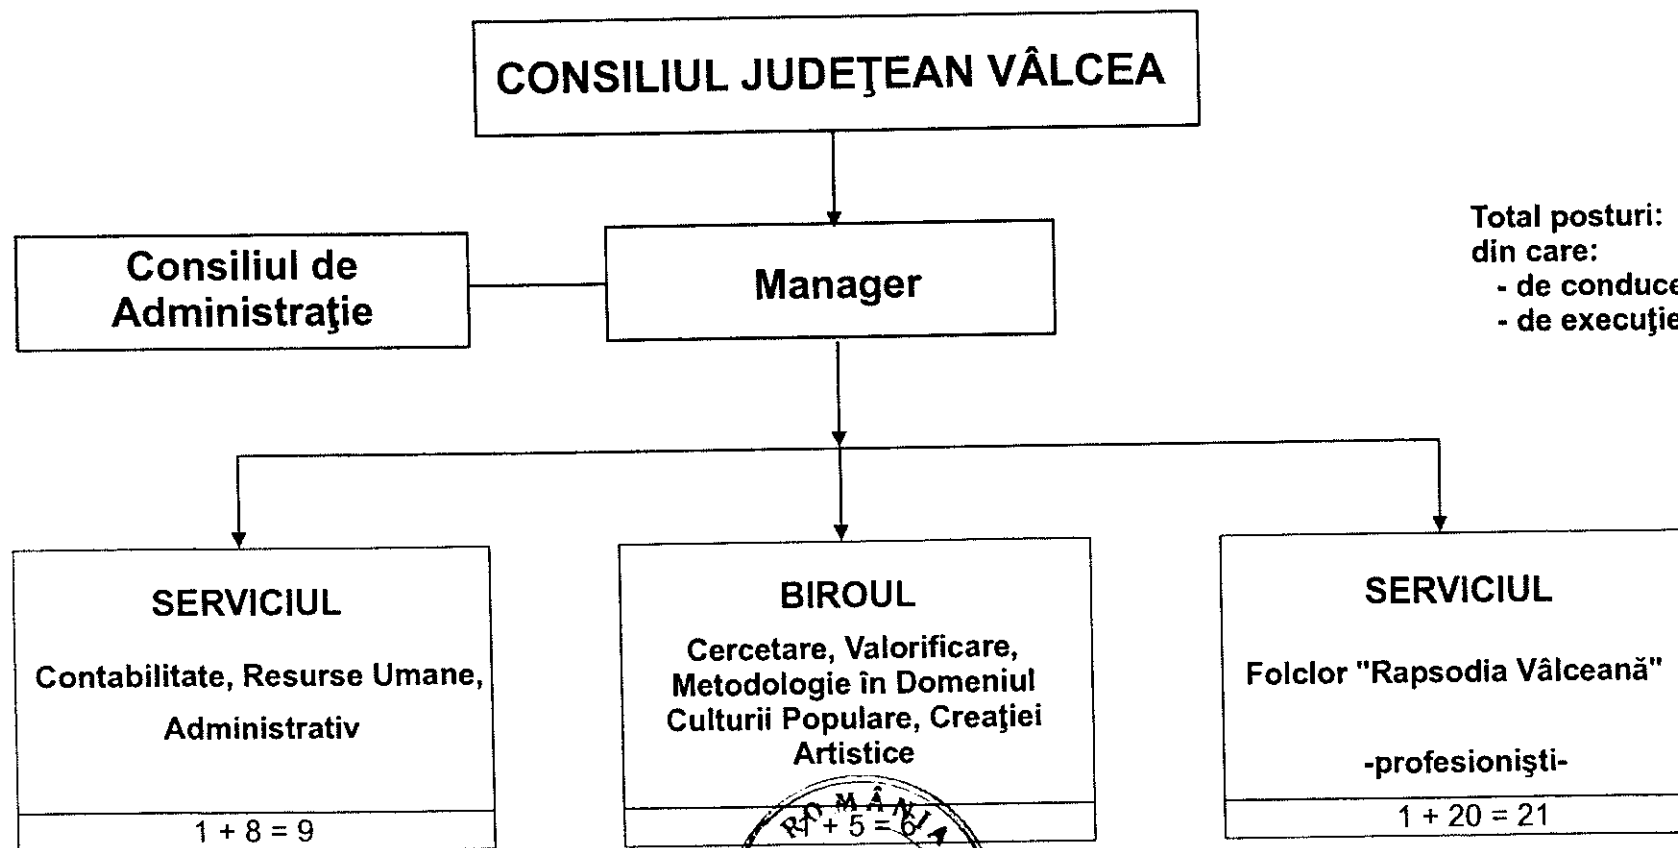 CONSILIUL JUDEŢEAN VÂLCEA
Consiliul de
Administraţie
Manager
Total posturi:
din care:
- de conduce
- de execuţie
SERVICIUL
Contabilitate, Resurse Umane,
Administrativ
1 + 8 = 9
BIROUL
Cercetare, Valorificare,
Metodologie în Domeniul
Culturii Populare, Creaţiei
Artistice
+ 5 = 6
ROMÂNIA
SERVICIUL
Folclor "Rapsodia Vâlceană"
-profesionişti-
1 + 20 = 21